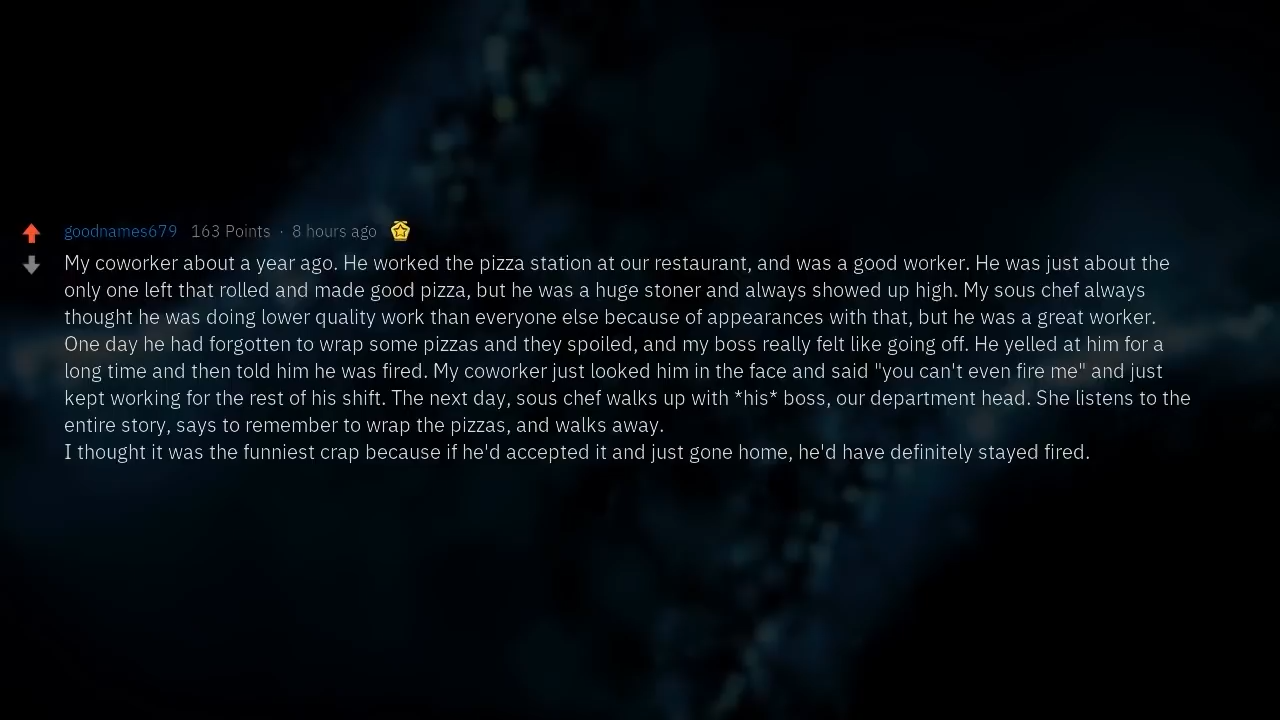 goodnames679 163 Points · 8 hours ago
My coworker about a year ago. He worked the pizza station at our restaurant, and was a good worker. He was just about the
only one left that rolled and made good pizza, but he was a huge stoner and always showed up high. My sous chef always
thought he was doing lower quality work than everyone else because of appearances with that, but he was a great worker.
One day he had forgotten to wrap some pizzas and they spoiled, and my boss really felt like going off. He yelled at him for a
long time and then told him he was fired. My coworker just looked him in the face and said "you can't even fire me" and just
kept working for the rest of his shift. The next day, sous chef walks up with *his* boss, our department head. She listens to the
entire story, says to remember to wrap the pizzas, and walks away.
I thought it was the funniest crap because if he'd accepted it and just gone home, he'd have definitely stayed fired.